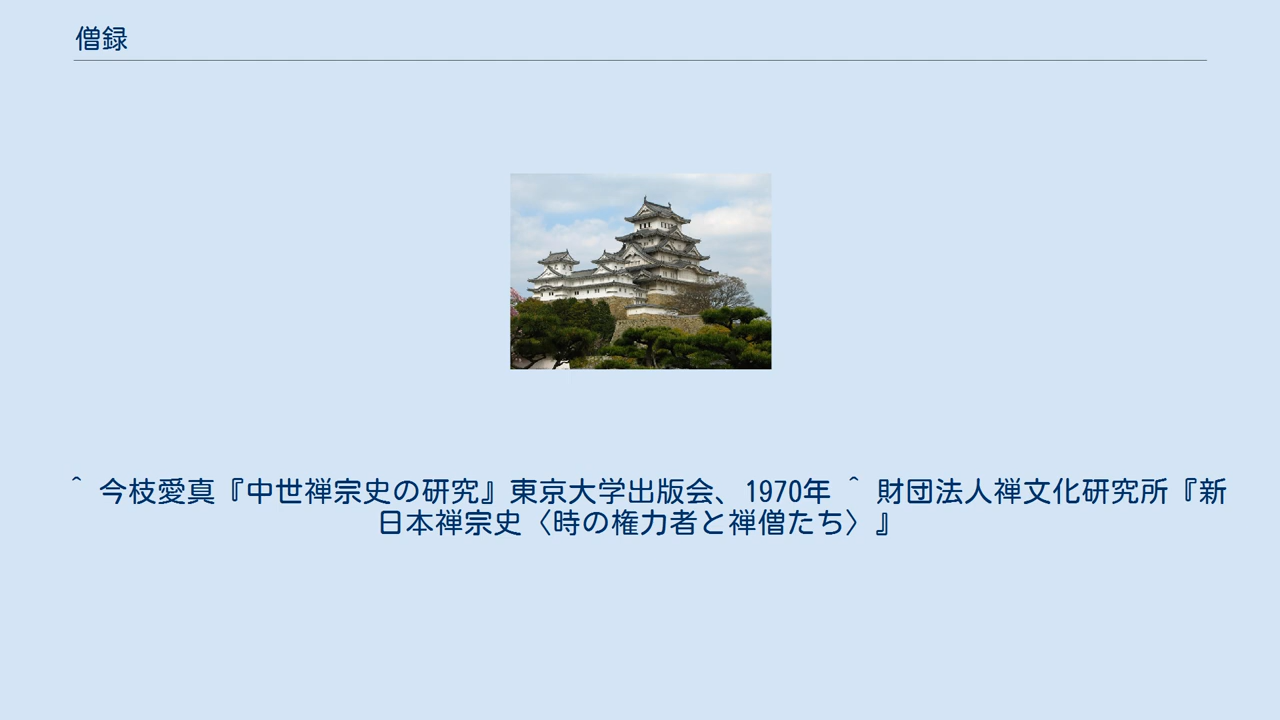 僧録
^ 今枝愛真『中世禅宗史の研究』東京大学出版会、1970年 ^ 財団法人禅文化研究所『新
日本禅宗史〈時の権力者と禅僧たち〉』